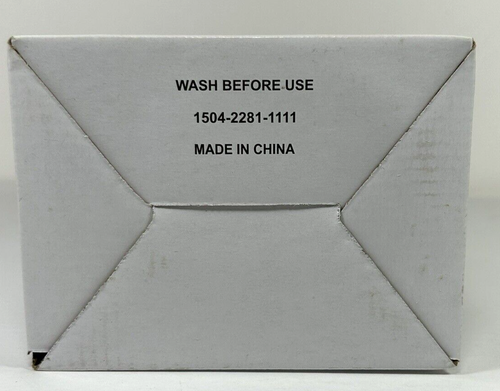 WASH BEFORE USE
1504-2281-1111
MADE IN CHINA